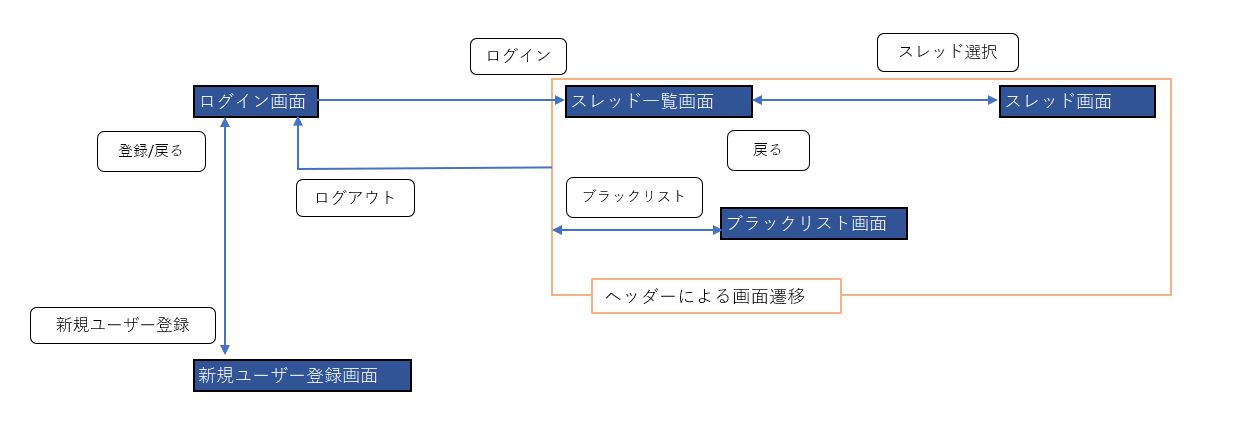 ログイン
スレッド選択
ログイン画面
スレッド一覧画面
スレッド画面
登録/戻る
戻る
ログアウト
ブラックリスト
ブラックリスト画面
ヘッダーによる画面遷移
新規ユーザー登録
新規ユーザー登録画面